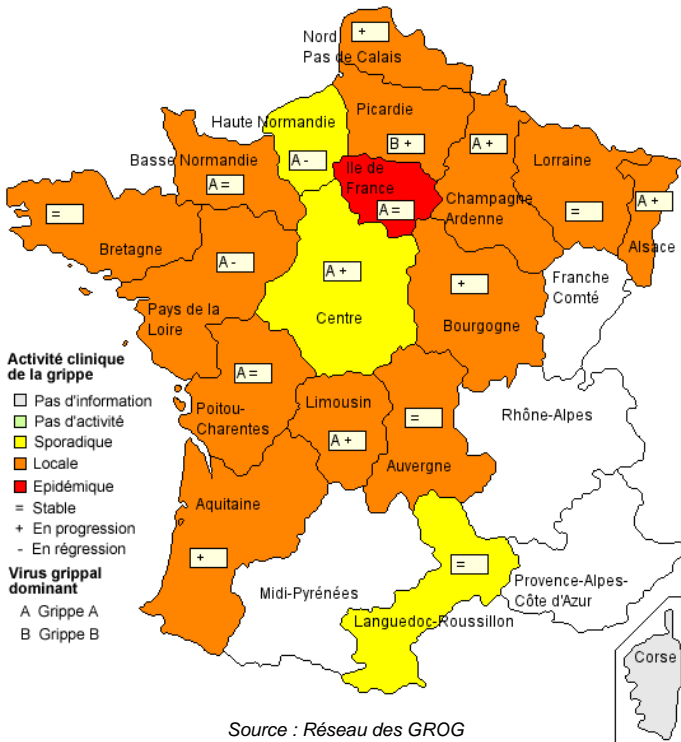 +
Nord
Pas de Calais
Picardie
B +
A +
Haute Normandie
A -
Basse Normandie
A =
Ile de
France
A =
Champagne
Ardenne
Lorraine
=
A +
Alsace
=
Bretagne
A -
Pays de la
Loire
A +
Centre
+
Bourgogne
Franche
Comté
Activité clinique
de la grippe
Pas d'information
Pas d'activité
Sporadique
Locale
Epidémique
= Stable
+ En progression
- En régression
Virus grippal
dominant
A Grippe A
B Grippe B
A =
Poitou-
Charentes
Limousin
A +
=
Auvergne
Rhône-Alpes
Aquitaine
+
Midi-Pyrénées
=
Languedoc-Roussillon
Provence-Alpes-
Côte d'Azur
Corse
Source : Réseau des GROG